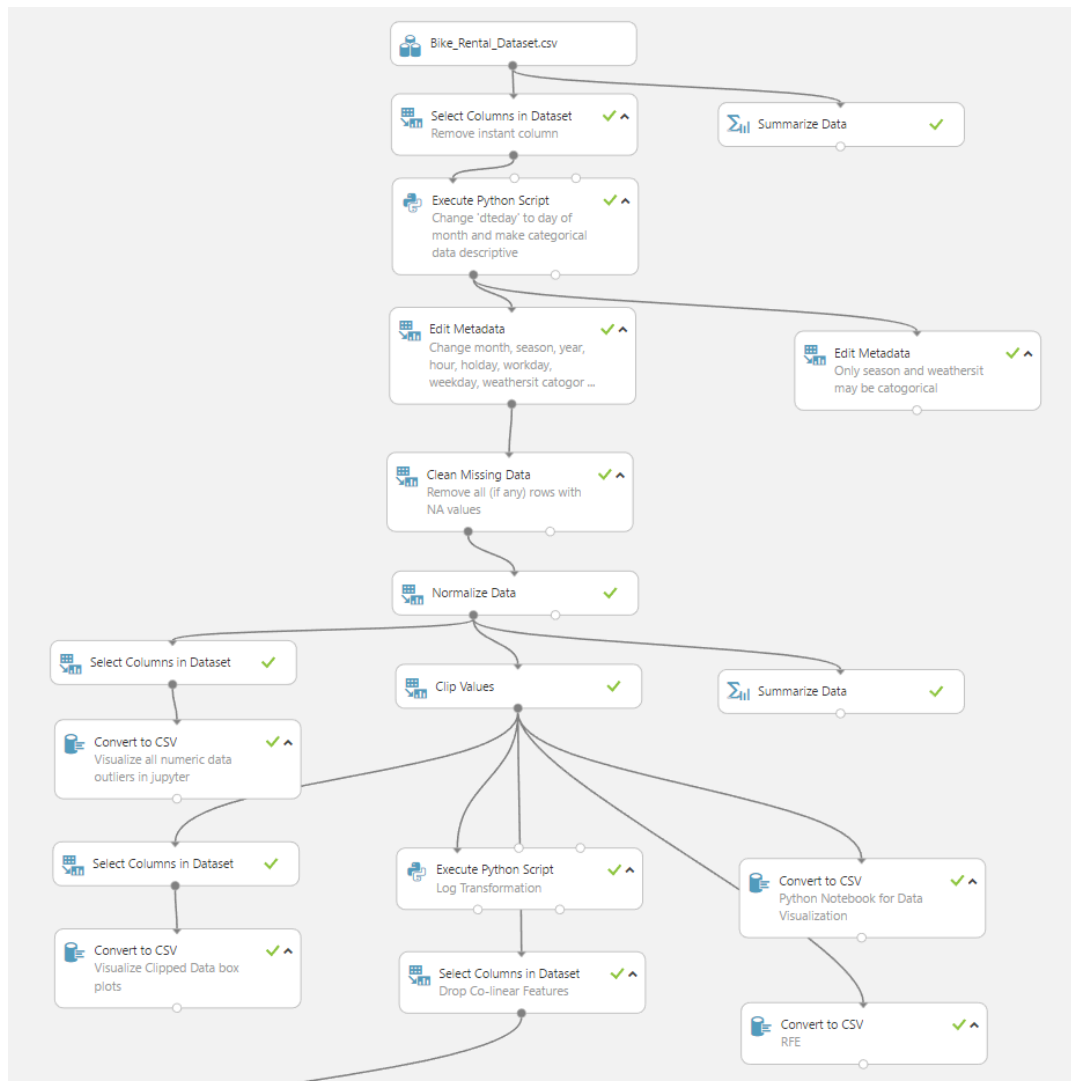 Bike_Rental_Dataset.csv
Select Columns in Dataset
Remove instant column
Summarize Data
Execute Python Script
Change 'dteday' to day of
month and make categorical
data descriptive
Edit Metadata
Change month, season, year,
hour, holday, workday,
weekday, weathersit catogor ...
Edit Metadata
Only season and weathersit
may be catogorical
Clean Missing Data
Remove all (if any) rows with
NA values
Normalize Data
Select Columns in Dataset
Clip Values
Summarize Data
Convert to CSV
Visualize all numeric data
outliers in jupyter
Select Columns in Dataset
Execute Python Script
Log Transformation
Convert to CSV
Python Notebook for Data
Visualization
Convert to CSV
Visualize Clipped Data box
plots
Select Columns in Dataset
Drop Co-linear Features
Convert to CSV
RFE